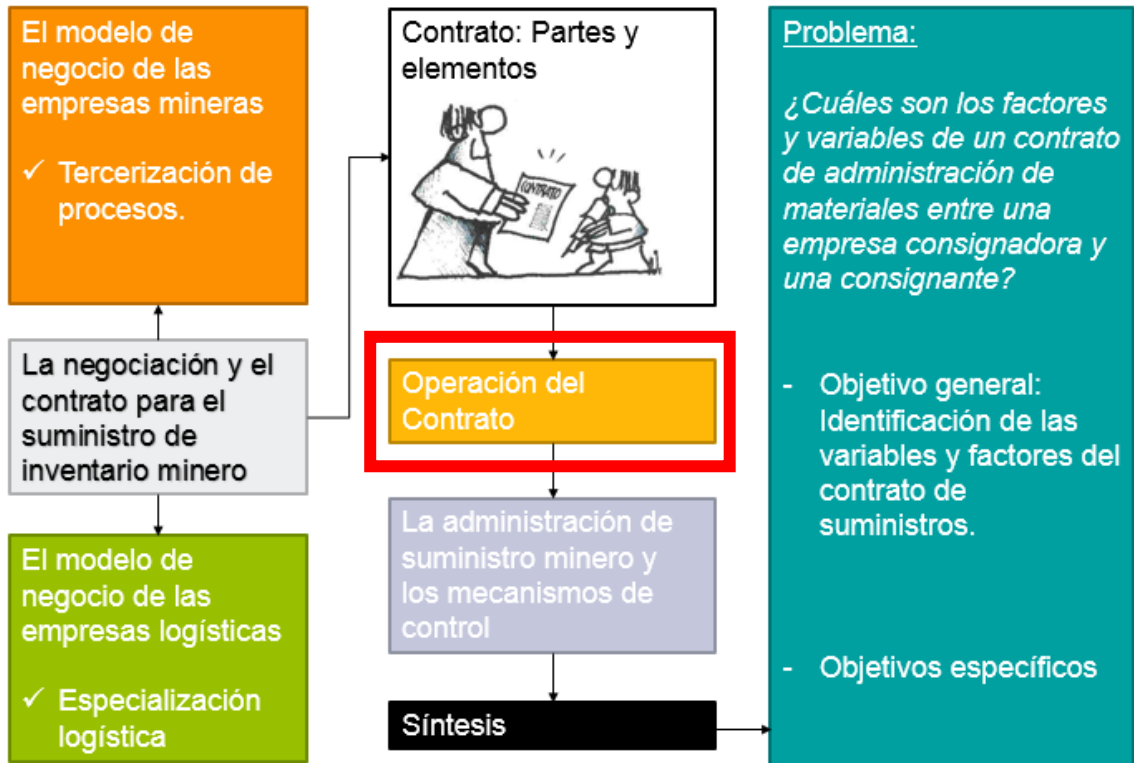 El modelo de
negocio de las
empresas mineras
✓ Tercerización de
procesos.
La negociación y el
contrato para el
suministro de
inventario minero
El modelo de
negocio de las
empresas logísticas
✓ Especialización
logística
Contrato: Partes y
elementos
CONTRATO
Operación del
Contrato
La administración de
suministro minero y
los mecanismos de
control
Síntesis
Problema:
¿Cuáles son los factores
y variables de un contrato
de administración de
materiales entre una
empresa consignadora y
una consignante?
- Objetivo general:
Identificación de las
variables y factores del
contrato de
suministros.
- Objetivos específicos